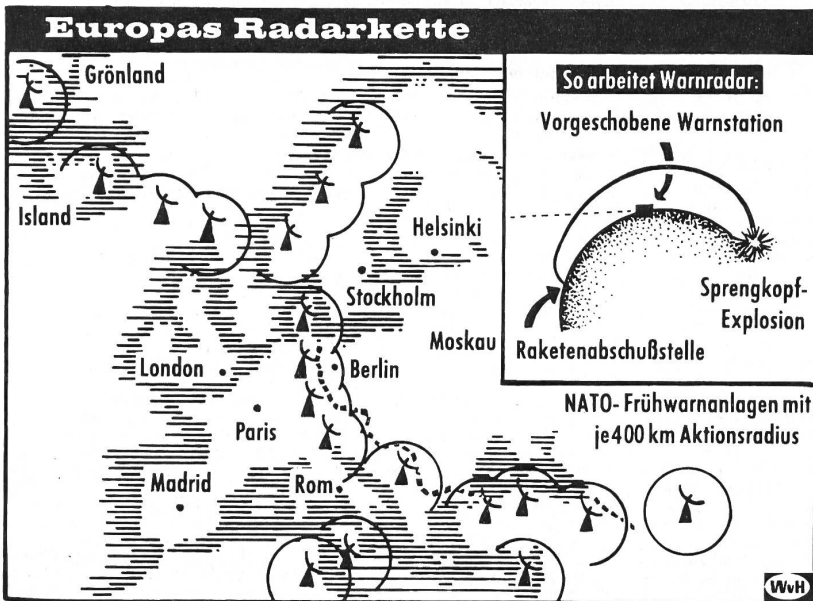 Europas Radarkette
Grönland
Island
Helsinki
Stockholm
Moskau
London
Berlin
Paris
Madrid
Rom
So arbeitet Warnradar:
Vorgeschobene Warnstation
Sprengkopf-
Explosion
Raketenabschußstelle
NATO-Frühwarnanlagen mit
je 400 km Aktionsradius
WvH